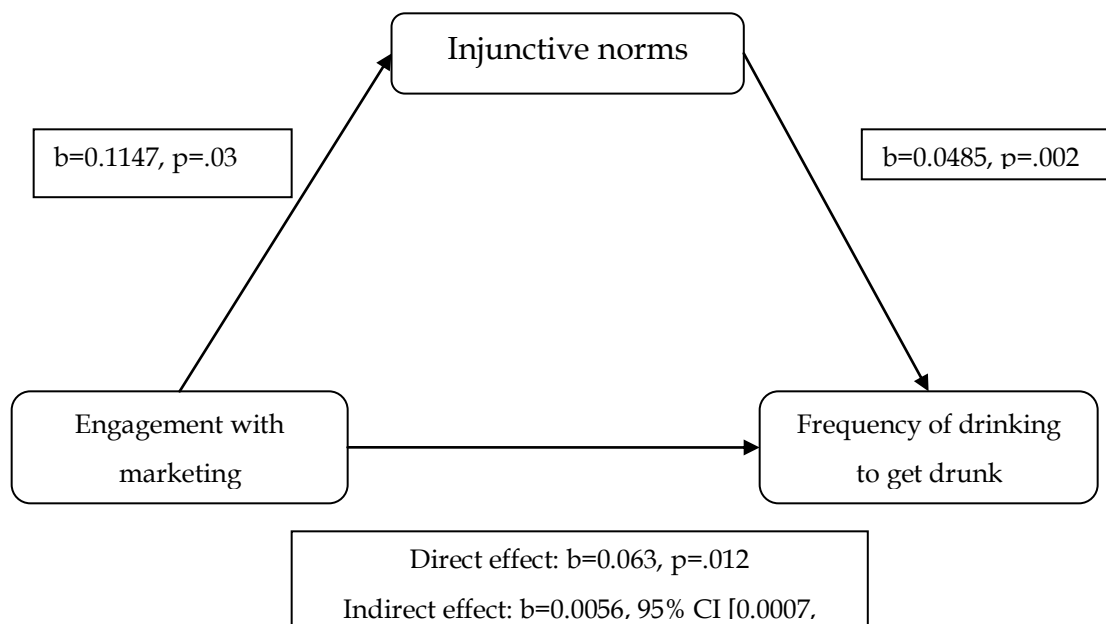 Injunctive norms
b=0.1147, p=.03
b=0.0485, p=.002
Engagement with
marketing
Frequency of drinking
to get drunk
Direct effect: b=0.063, p=.012
Indirect effect: b=0.0056, 95% CI [0.0007,